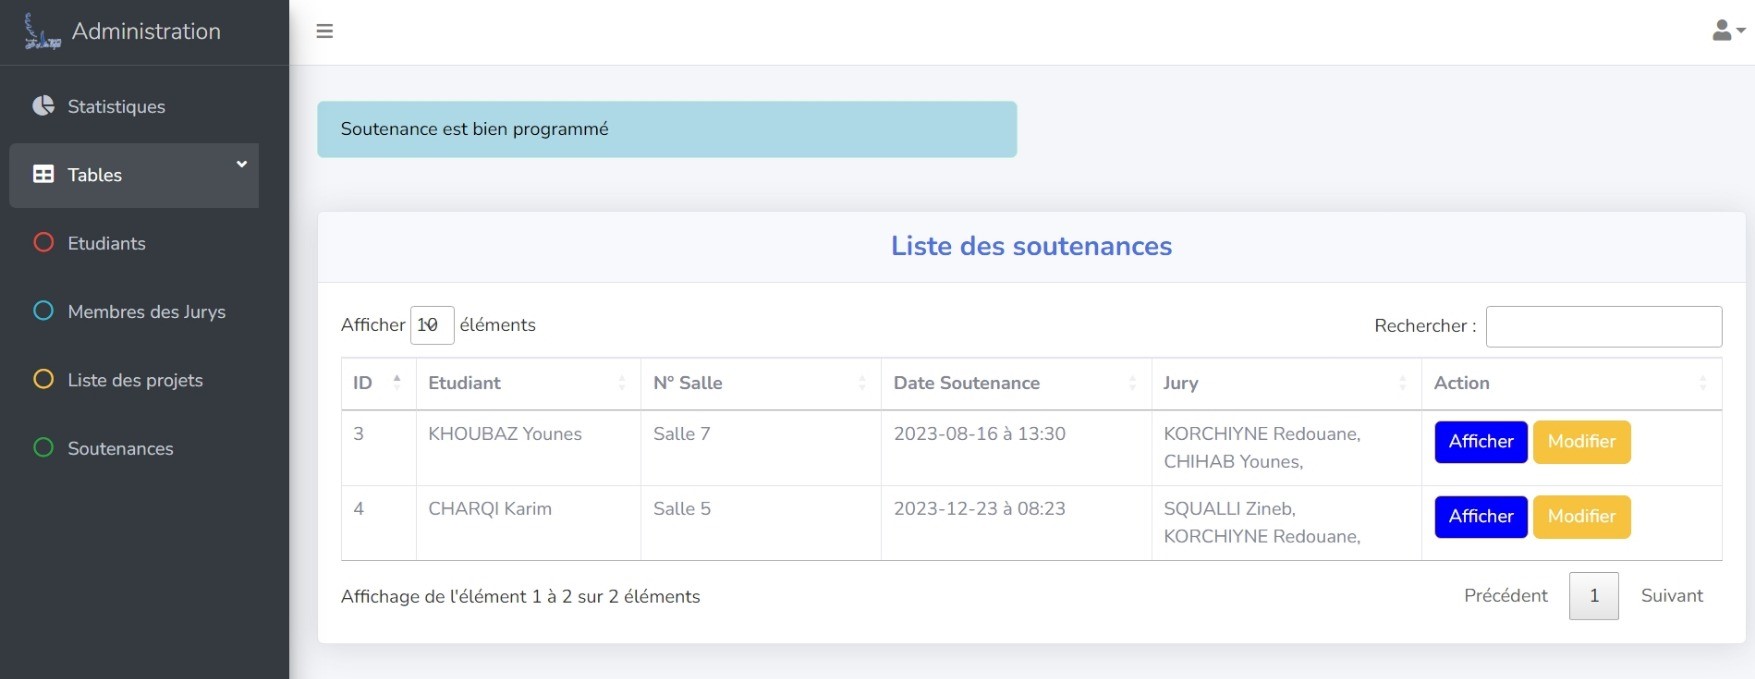 Administration
Statistiques
Tables
Etudiants
Membres des Jurys
Liste des projets
Soutenances
Soutenance est bien programmé
Liste des soutenances
Afficher 10 éléments
Rechercher :
ID Etudiant N° Salle Date Soutenance Jury Action
3 KHOUBAZ Younes Salle 7 2023-08-16 à 13:30 KORCHIYNE Redouane, Afficher Modifier
CHIHAB Younes,
4 CHARQI Karim Salle 5 2023-12-23 à 08:23 SQUALLI Zineb, Afficher Modifier
KORCHIYNE Redouane,
Affichage de l'élément 1 à 2 sur 2 éléments
Précédent 1 Suivant